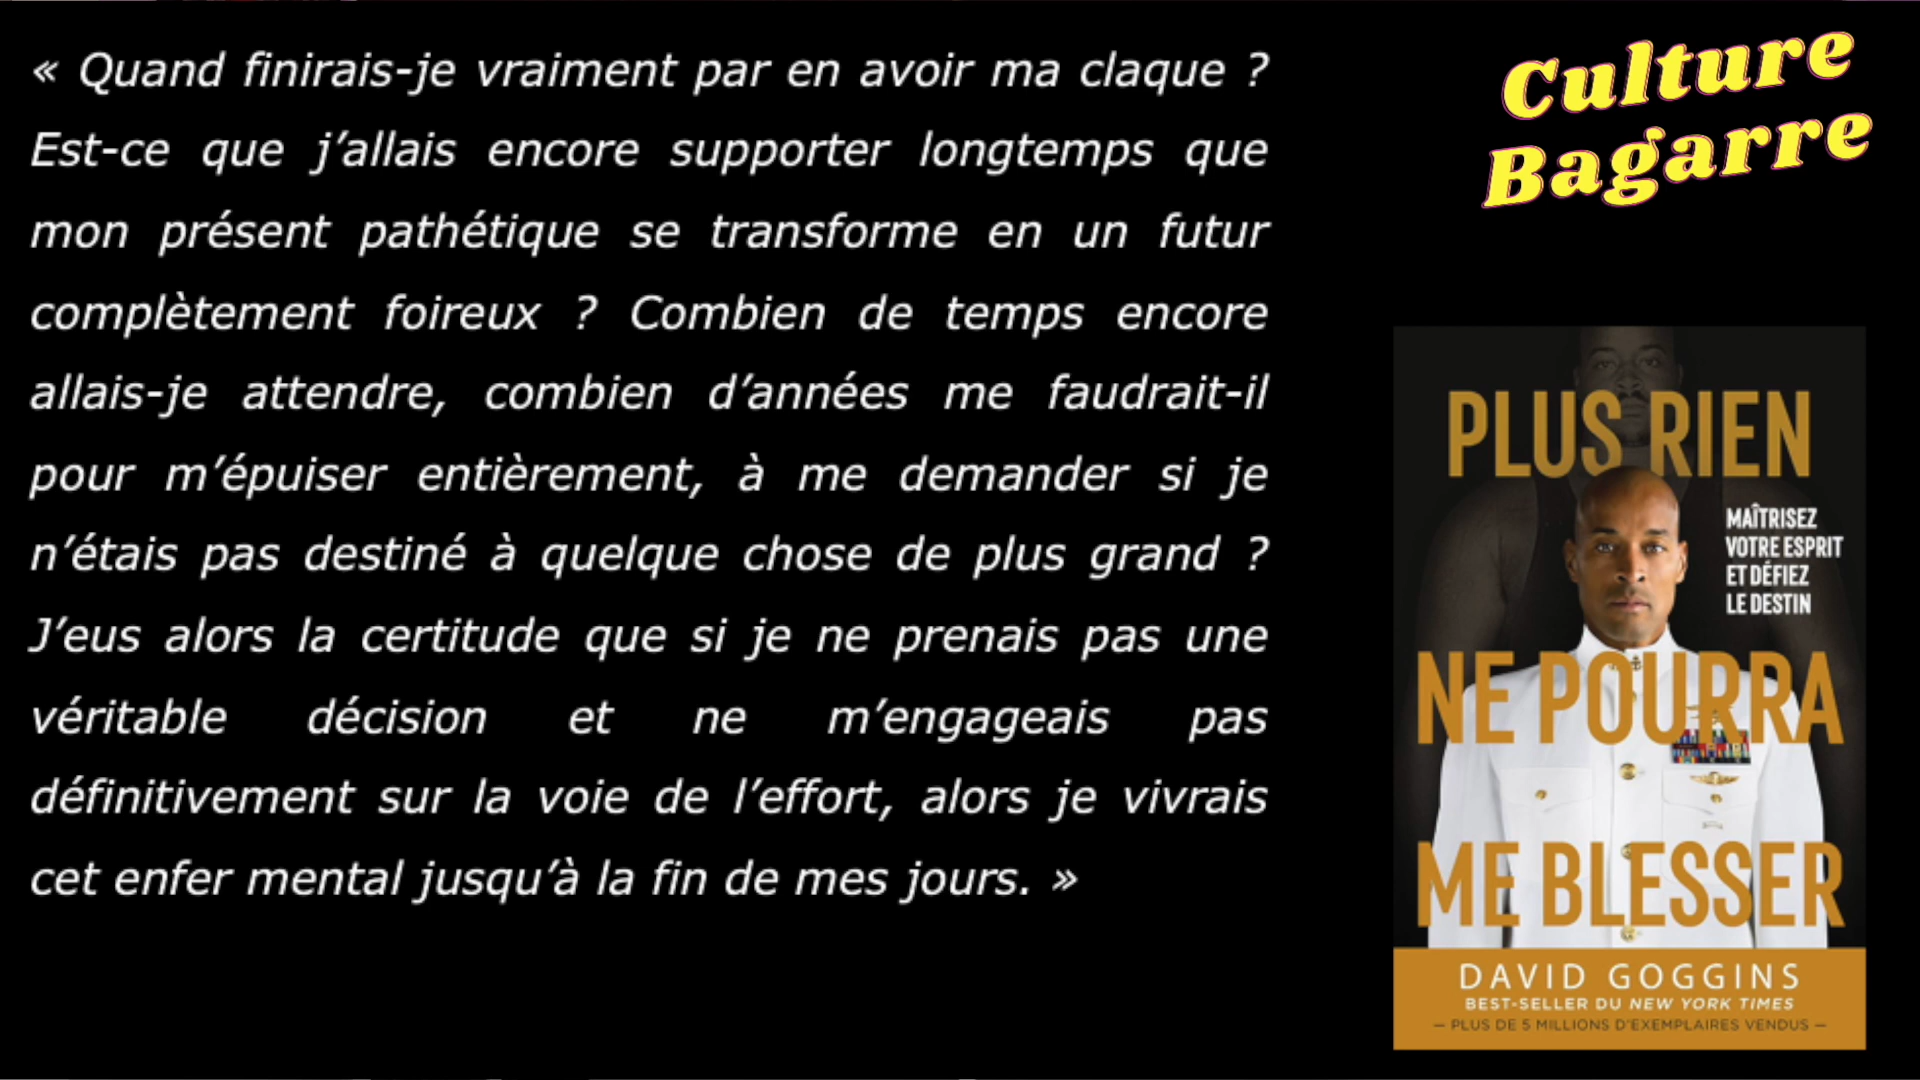 « Quand finirais-je vraiment par en avoir ma claque ?
Est-ce que j’allais encore supporter longtemps que
mon présent pathétique se transforme en un futur
complètement foireux ? Combien de temps encore
allais-je attendre, combien d’années me faudrait-il
pour m’épuiser entièrement, à me demander si je
n’étais pas destiné à quelque chose de plus grand ?
J’eus alors la certitude que si je ne prenais pas une
véritable décision et ne m’engageais pas
définitivement sur la voie de l’effort, alors je vivrais
cet enfer mental jusqu’à la fin de mes jours. »
Culture
Bagarre
PLUS RIEN
MAÎTRISEZ
VOTRE ESPRIT
ET DÉFIEZ
LE DESTIN
NE POURRA
ME BLESSER
DAVID GOGGINS
BEST-SELLER DU NEW YORK TIMES
— PLUS DE 5 MILLIONS D’EXEMPLAIRES VENDUS —